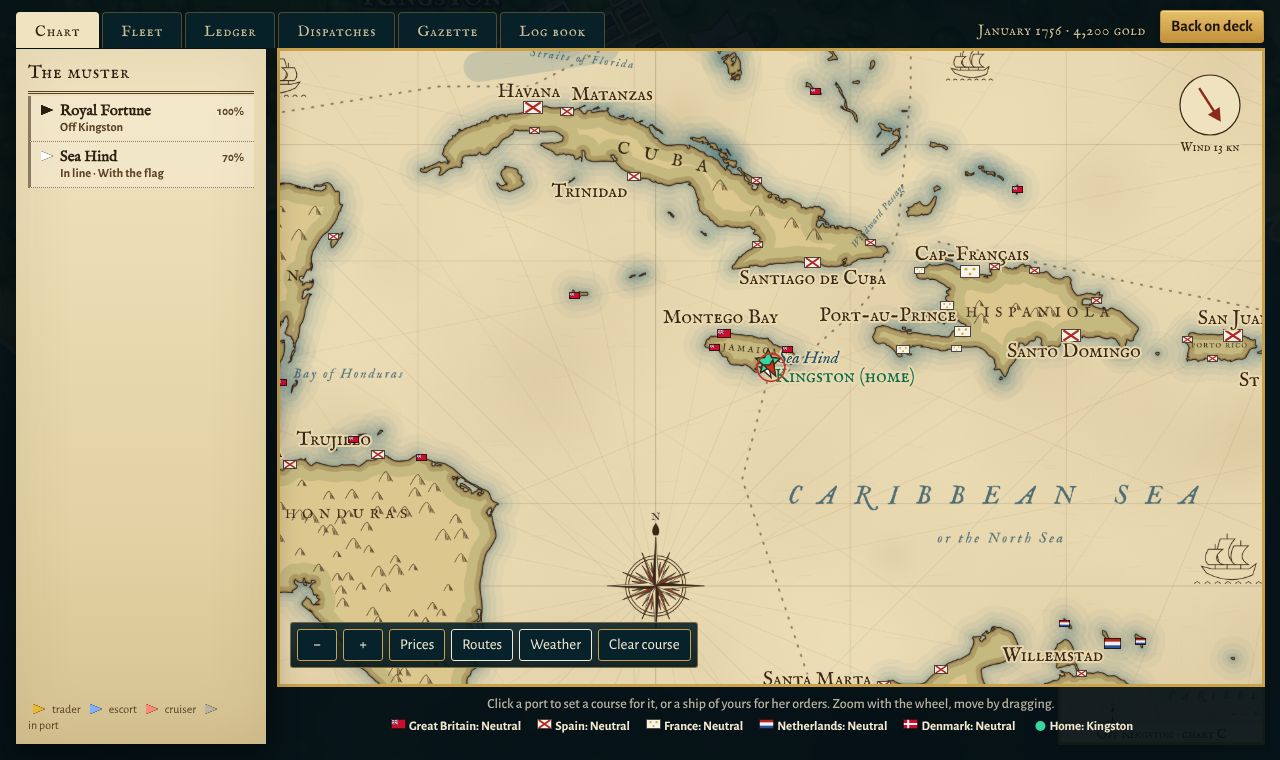 Chart
Fleet
Ledger
Dispatches
Gazette
Log book
January 1756 · 4,200 gold
Back on deck
The muster
Royal Fortune 100%
Off Kingston
Sea Hind 70%
In line · With the flag
trader escort cruiser
in port
Straits of Florida
Havana Matanzas
CUBA
Trinidad
Windward Passage
Wind 13 kn
Santiago de Cuba
Cap-Français
Montego Bay
Port-au-Prince
HISPANIOLA
San Jua
PORTO RICO
Santo Domingo
JAMAICA
Sea Hind
Kingston (home)
St
N
Bay of Honduras
Trujillo
HONDURAS
CARIBBEAN SEA
or the North Sea
N
Willemstad
Santa Marta
−
+
Prices
Routes
Weather
Clear course
Click a port to set a course for it, or a ship of yours for her orders. Zoom with the wheel, move by dragging.
Great Britain: Neutral Spain: Neutral France: Neutral Netherlands: Neutral Denmark: Neutral Home: Kingston
Off Kingston · chart C